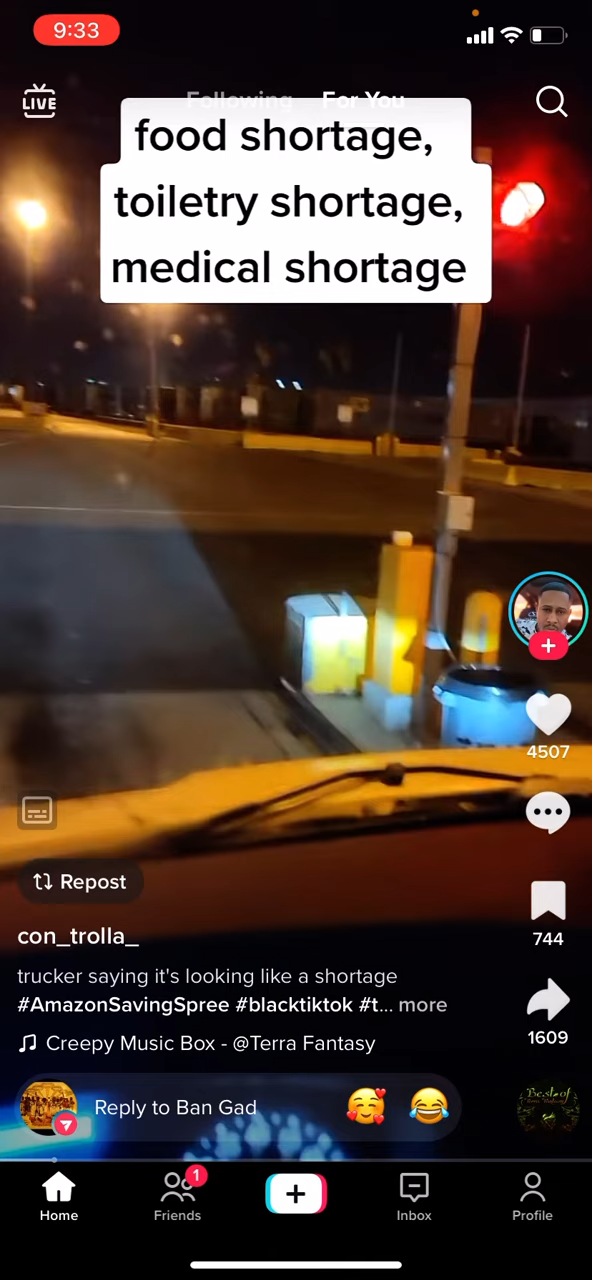 9:33
LIVE
Following For You
food shortage,
toiletry shortage,
medical shortage
4507
Repost
744
con_trolla_
trucker saying it's looking like a shortage
#AmazonSavingSpree #blacktiktok #t... more
1609
Creepy Music Box - @Terra Fantasy
Reply to Ban Gad
Best of
Home
Friends
1
Inbox
Profile